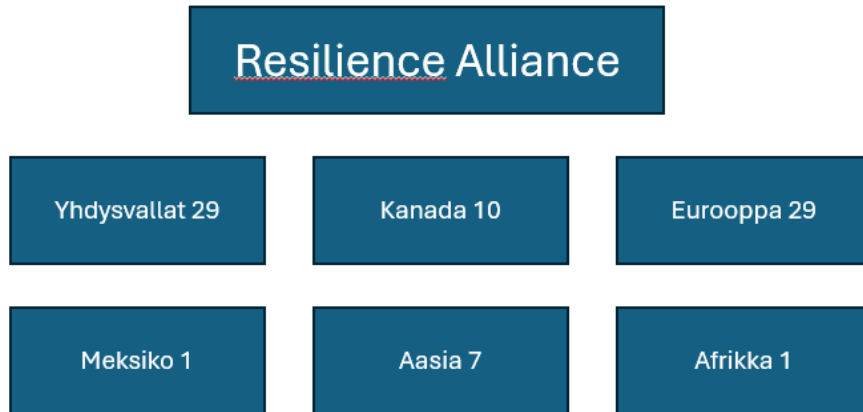 Resilience Alliance
Yhdysvallat 29
Kanada 10
Eurooppa 29
Meksiko 1
Aasia 7
Afrikka 1